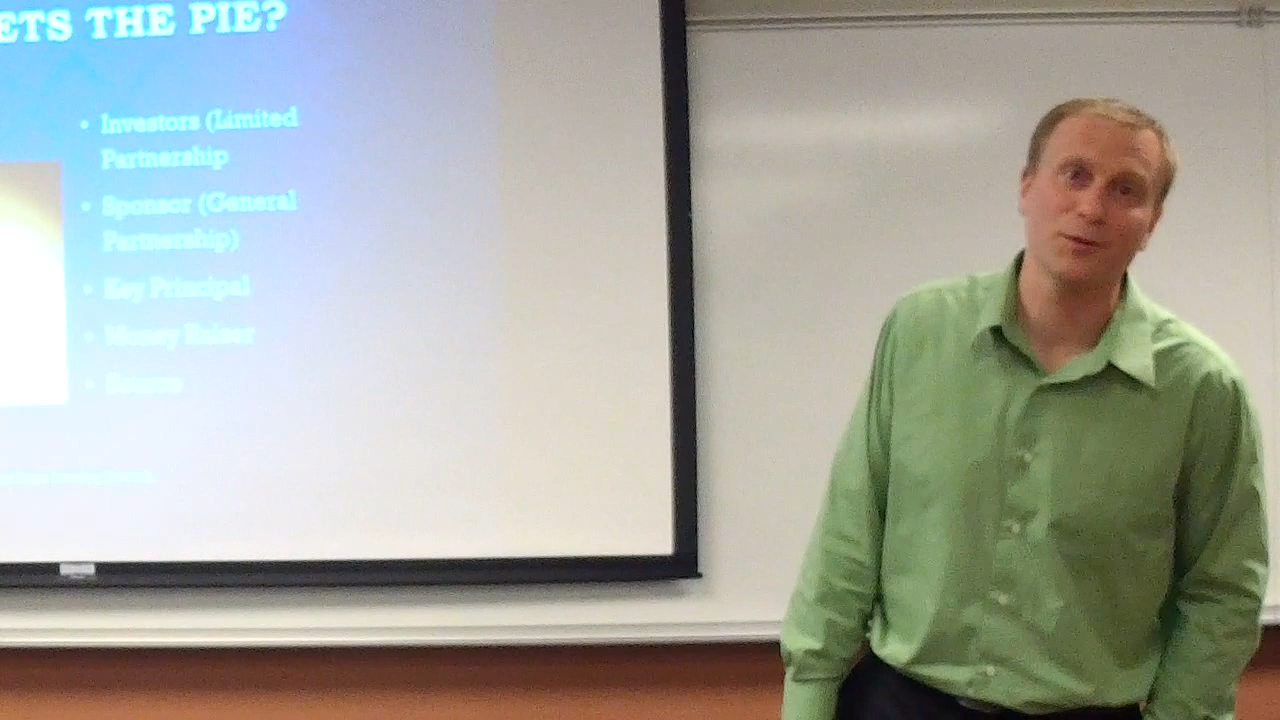 ETS THE PIE?
• Investors (Limited
Partnership
• Sponsor (General
Partnership)
• Key Principal
• Money Raiser